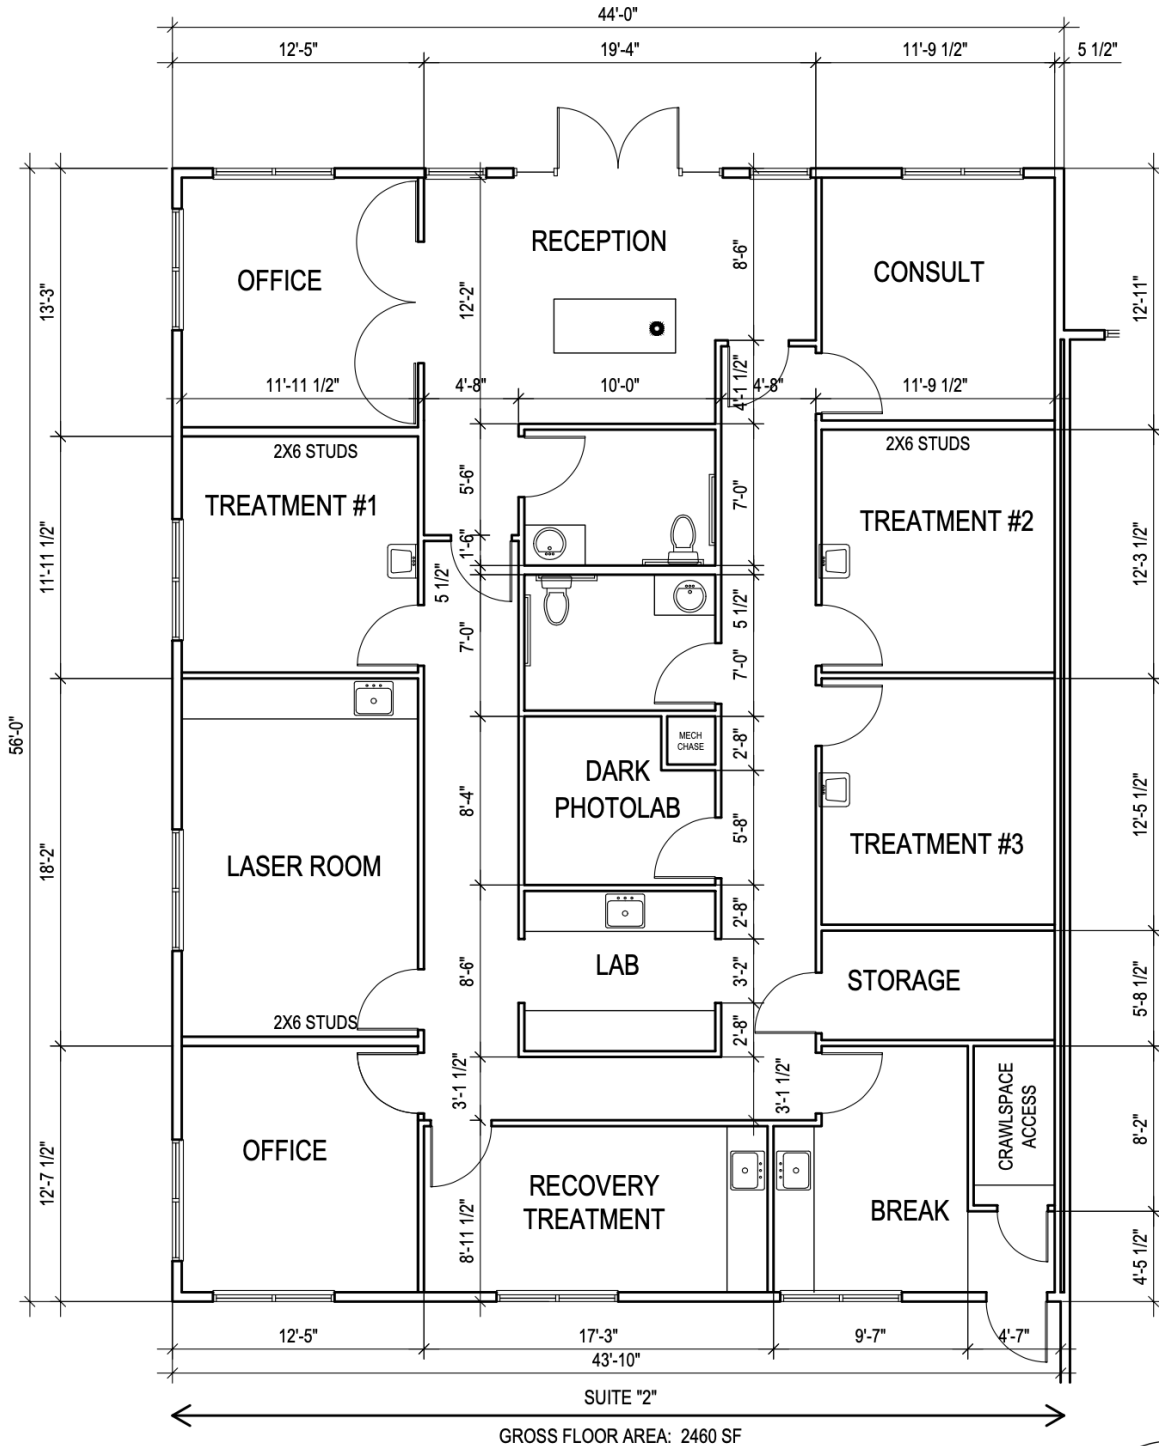 44'-0"
12'-5"
19'-4"
11'-9 1/2"
5 1/2"
RECEPTION
OFFICE
CONSULT
8'-6"
12'-2"
13'-3"
12'-11"
11'-11 1/2"
4'-8"
10'-0"
4'-1 1/2"
4'-8"
11'-9 1/2"
2X6 STUDS
2X6 STUDS
TREATMENT #1
5'-6"
7'-0"
TREATMENT #2
11'-11 1/2"
1'-6"
12'-3 1/2"
5 1/2"
5 1/2"
7'-0"
7'-0"
56'-0"
MECH
CHASE
2'-8"
DARK
PHOTOLAB
8'-4"
5'-8"
12'-5 1/2"
TREATMENT #3
18'-2"
LASER ROOM
2'-8"
LAB
8'-6"
3'-2"
STORAGE
5'-8 1/2"
2X6 STUDS
2'-8"
3'-1 1/2"
3'-1 1/2"
CRAWLSPACE
ACCESS
8'-2"
OFFICE
12'-7 1/2"
RECOVERY
TREATMENT
8'-11 1/2"
BREAK
4'-5 1/2"
12'-5"
17'-3"
9'-7"
4'-7"
43'-10"
SUITE "2"
GROSS FLOOR AREA: 2460 SF